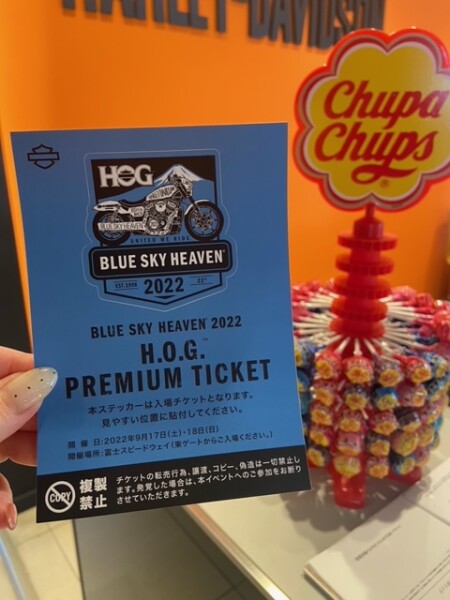 HARLEY-DAVIDSON
Chupa
Chups
HOG
BLUE SKY HEAVEN
UNITED WE RIDE
BLUE SKY HEAVEN
EST. 1998
2022
BLUE SKY HEAVEN 2022
H.O.G.
PREMIUM TICKET
本ステッカーは入場チケットとなります。
見やすい位置に貼付してください。
開 催 日:2022年9月17日(土)・18日(日)
開催場所:富士スピードウェイ(東ゲートからご入場ください。)
COPY
複製
禁止
チケットの転売行為、譲渡、コピー、偽造は一切禁止し
ます。発覚した場合は、本イベントへのご参加をお断り
させていただきます。